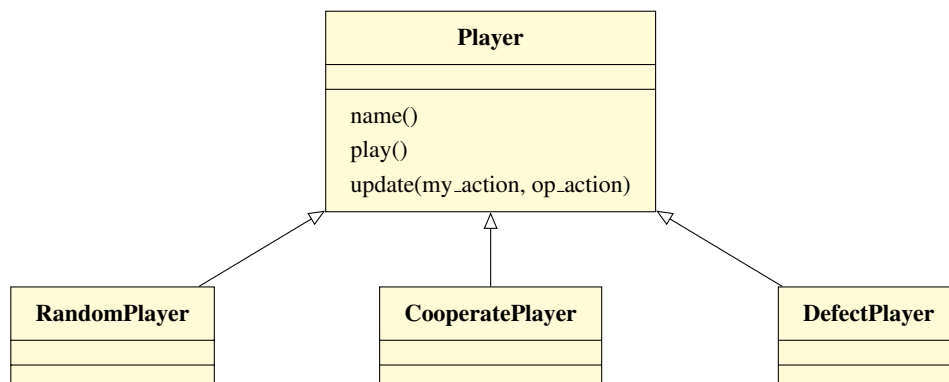 Player
name()
play()
update(my_action, op_action)
RandomPlayer
CooperatePlayer
DefectPlayer